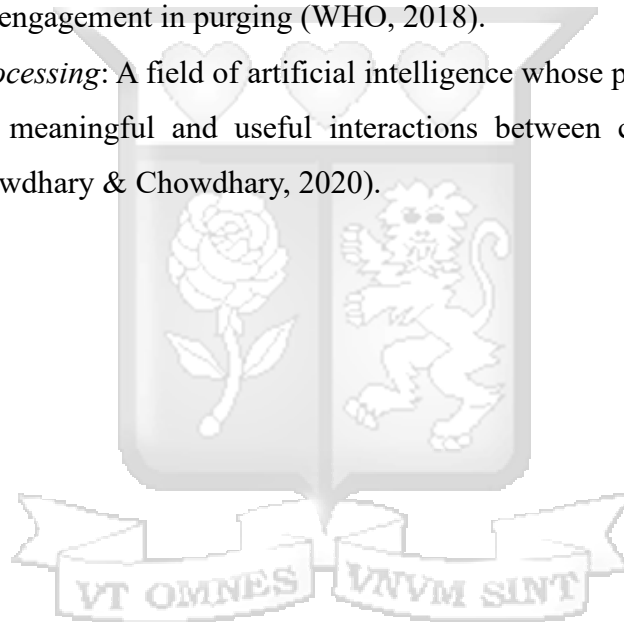 engagement in purging (WHO, 2018).
ocessing: A field of artificial intelligence whose p
meaningful and useful interactions between c
wdhary & Chowdhary, 2020).
VT OMNES VNVM SINT